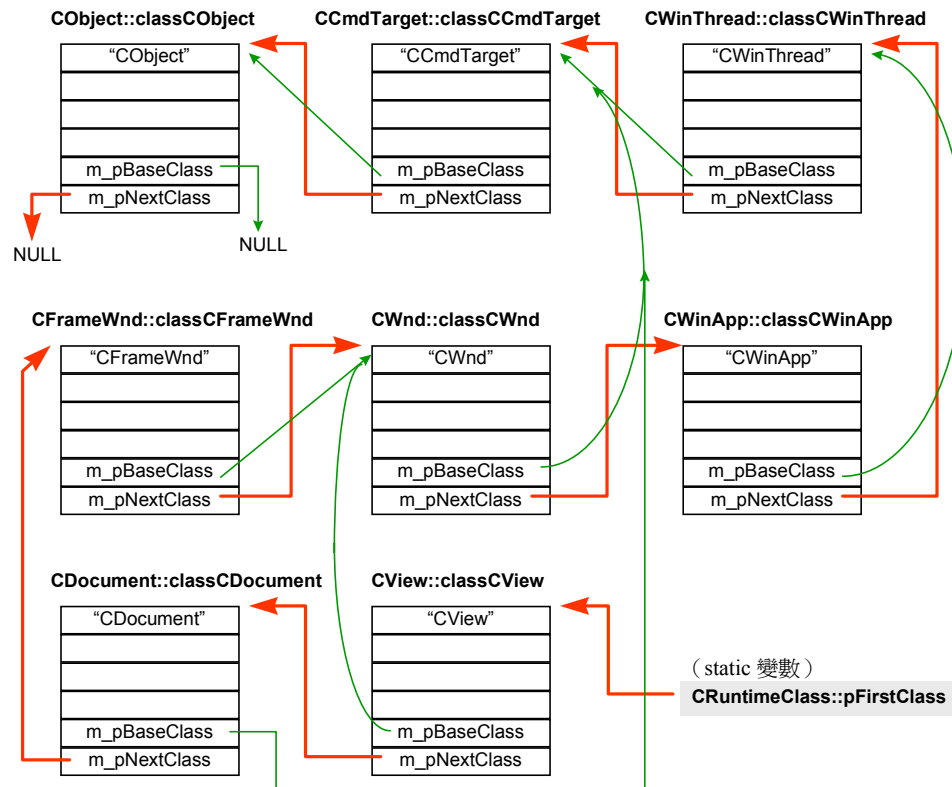 CObject::classCObject
CCmdTarget::classCCmdTarget
CWinThread::classCWinThread
“CObject”
“CCmdTarget”
“CWinThread”
m_pBaseClass
m_pBaseClass
m_pBaseClass
m_pNextClass
m_pNextClass
m_pNextClass
NULL
NULL
CFrameWnd::classCFrameWnd
CWnd::classCWnd
CWinApp::classCWinApp
“CFrameWnd”
“CWnd”
“CWinApp”
m_pBaseClass
m_pBaseClass
m_pBaseClass
m_pNextClass
m_pNextClass
m_pNextClass
CDocument::classCDocument
CView::classCView
“CDocument”
“CView”
（static 變數）
CRuntimeClass::pFirstClass
m_pBaseClass
m_pBaseClass
m_pNextClass
m_pNextClass